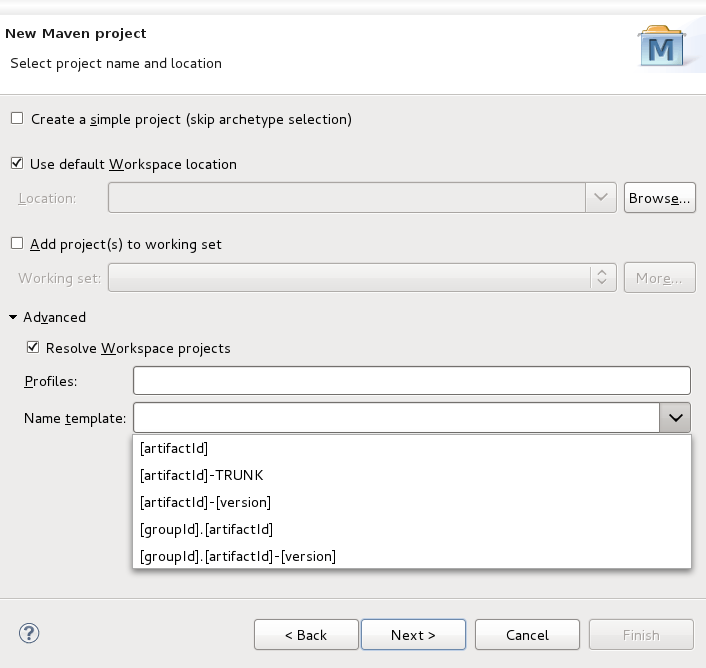 New Maven project
Select project name and location
M
Create a simple project (skip archetype selection)
Use default Workspace location
Location:
Browse...
Add project(s) to working set
Working set:
More...
Advanced
Resolve Workspace projects
Profiles:
Name template:
[artifactId]
[artifactId]-TRUNK
[artifactId]-[version]
[groupId].[artifactId]
[groupId].[artifactId]-[version]
?
< Back
Next >
Cancel
Finish